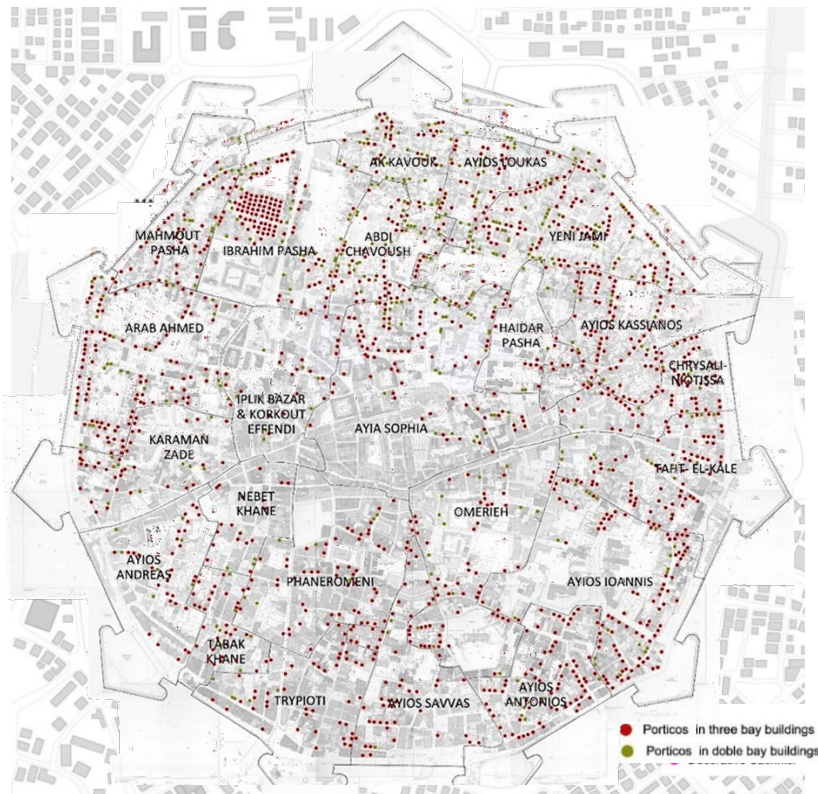 AK KAVOUK
AYIOS LOUKAS
MAHMOUT
PASHA
IBRAHIM PASHA
ABDI
CHAVOUSH
YENI JAMI
ARAB AHMED
HAIDAR
PASHA
AYIOS KASSIANOS
CHRYSALI-
NIOTISSA
IPLIK BAZAR
& KORKOUT
EFFENDI
AYIA SOPHIA
KARAMAN
ZADE
TAHT- EL-KALE
NEBET
KHANE
OMERIEH
AYIOS
ANDREAS
PHANEROMENI
AYIOS IOANNIS
TABAK
KHANE
TRYPIOTI
AYIOS SAVVAS
AYIOS
ANTONIOS
Porticos in three bay buildings
Porticos in doble bay buildings